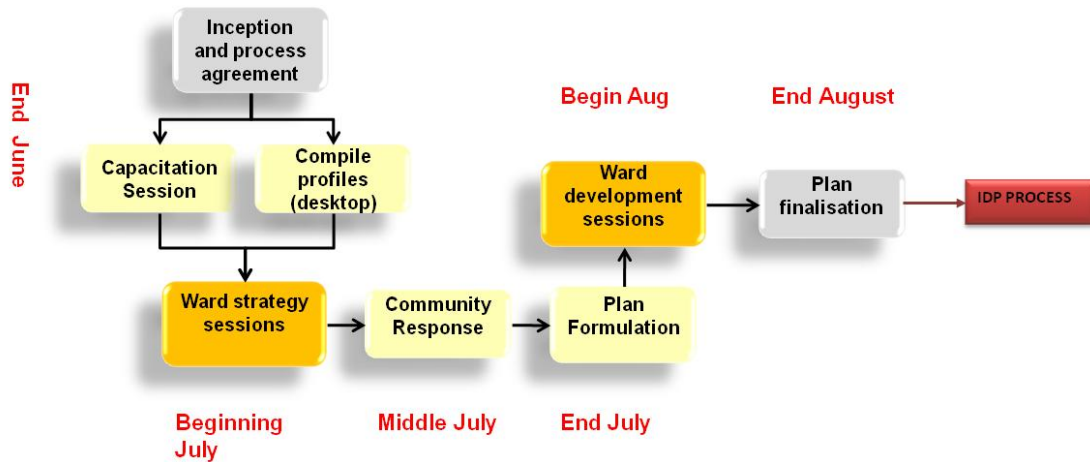 Inception
and process
agreement
End June
Begin Aug
End August
Capacitation
Session
Compile
profiles
(desktop)
Ward
development
sessions
Plan
finalisation
IDP PROCESS
Ward strategy
sessions
Community
Response
Plan
Formulation
Beginning
July
Middle July
End July